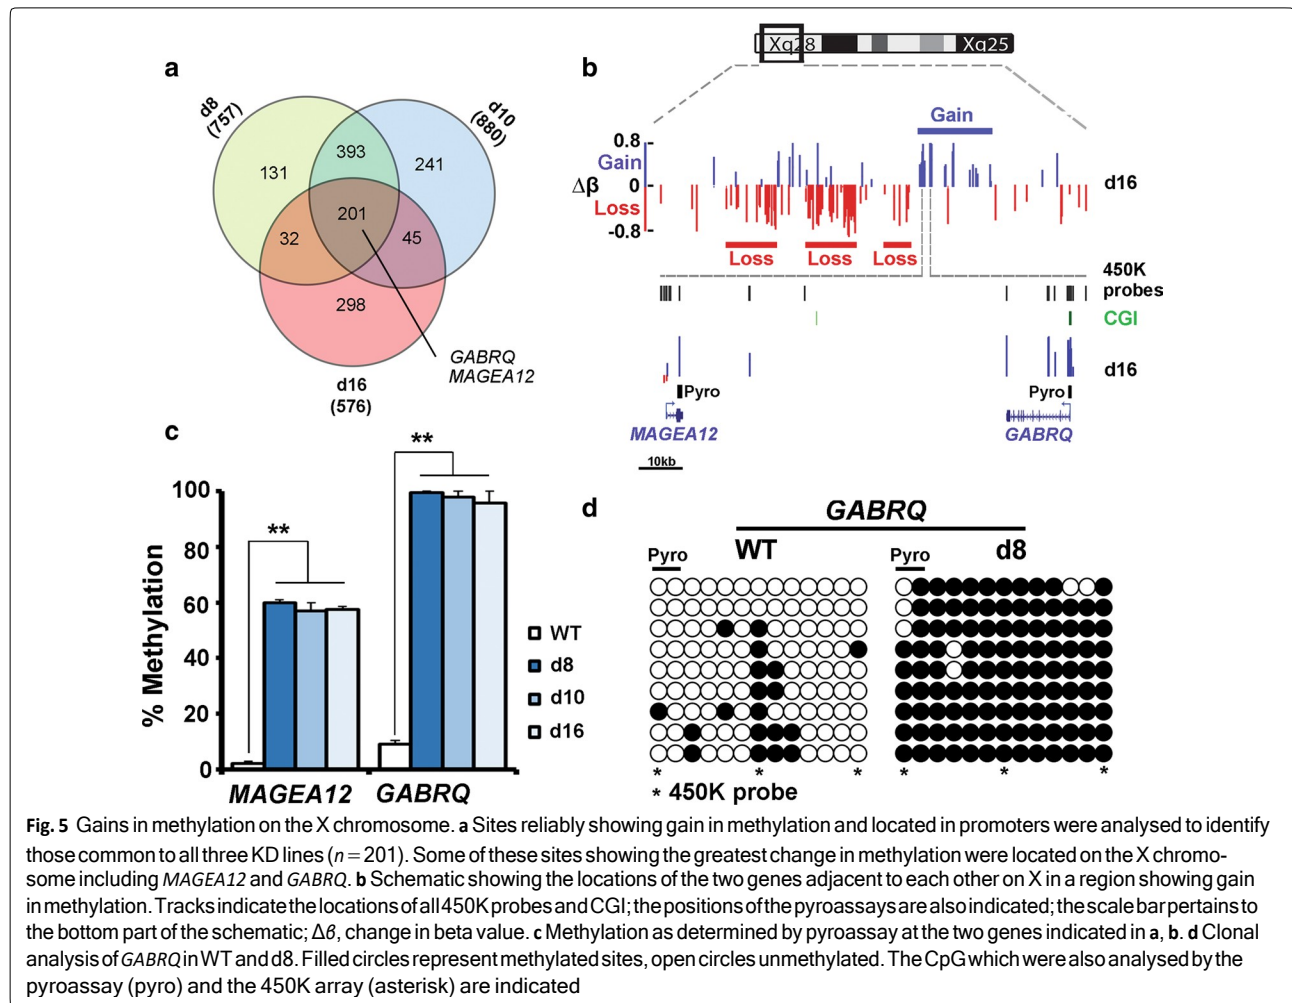 a
d8
(757)
d10
(880)
131
393
241
201
32
45
298
GABRQ
MAGEA12
d16
(576)
b
Xq28
Xq25
Gain
0.8
Gain
Δβ
0
Loss
-0.8
d16
Loss
Loss
Loss
450K
probes
CGI
d16
Pyro
Pyro
MAGEA12
GABRQ
10kb
c
**
**
100
80
60
40
20
0
% Methylation
MAGEA12
GABRQ
WT
d8
d10
d16
d
GABRQ
Pyro
WT
Pyro
d8
* * * * * *
* 450K probe
Fig. 5 Gains in methylation on the X chromosome. a Sites reliably showing gain in methylation and located in promoters were analysed to identify
those common to all three KD lines (n = 201). Some of these sites showing the greatest change in methylation were located on the X chromo-
some including MAGEA12 and GABRQ. b Schematic showing the locations of the two genes adjacent to each other on X in a region showing gain
in methylation. Tracks indicate the locations of all 450K probes and CGI; the positions of the pyroassays are also indicated; the scale bar pertains to
the bottom part of the schematic; Δβ, change in beta value. c Methylation as determined by pyroassay at the two genes indicated in a, b. d Clonal
analysis of GABRQ in WT and d8. Filled circles represent methylated sites, open circles unmethylated. The CpG which were also analysed by the
pyroassay (pyro) and the 450K array (asterisk) are indicated